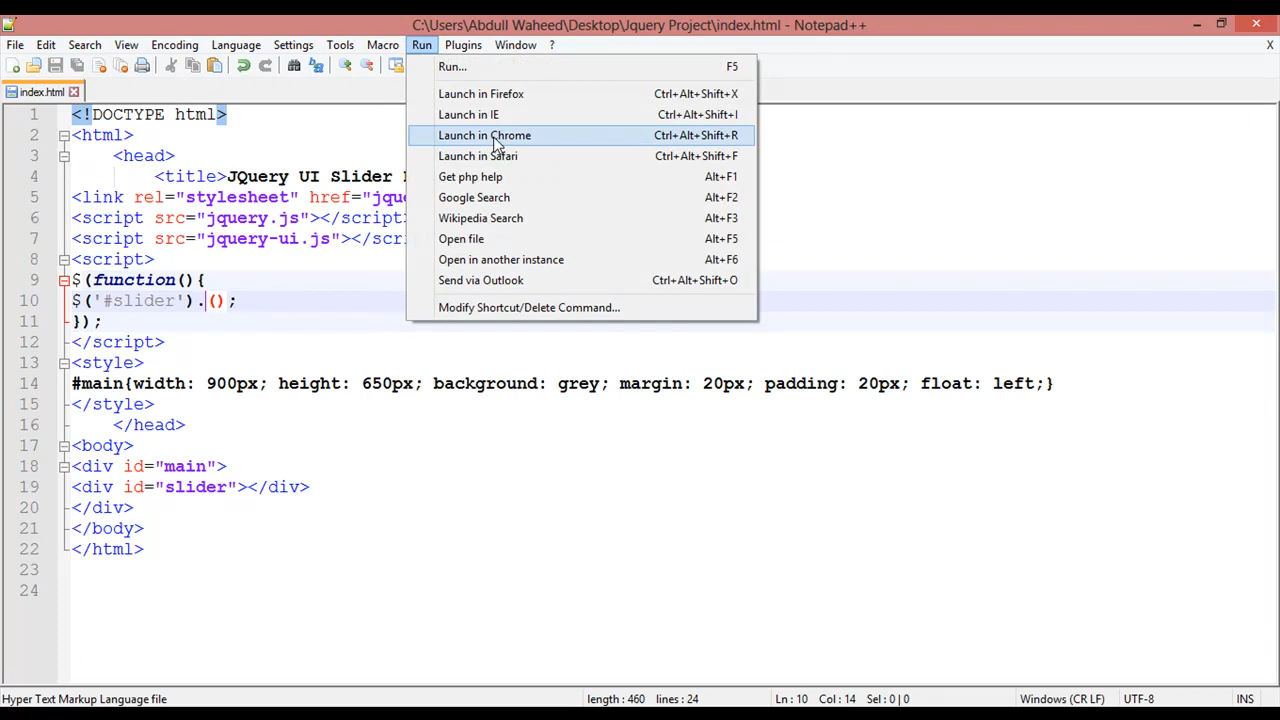 C:\Users\Abdull Waheed\Desktop\Jquery Project\index.html - Notepad++
File Edit Search View Encoding Language Settings Tools Macro Run Plugins Window ? X
index.html
Run... F5
Launch in Firefox Ctrl+Alt+Shift+X
Launch in IE Ctrl+Alt+Shift+I
Launch in Chrome Ctrl+Alt+Shift+R
Launch in Safari Ctrl+Alt+Shift+F
Get php help Alt+F1
Google Search Alt+F2
Wikipedia Search Alt+F3
Open file Alt+F5
Open in another instance Alt+F6
Send via Outlook Ctrl+Alt+Shift+O
Modify Shortcut/Delete Command...
1 <!DOCTYPE html>
2 <html>
3 <head>
4 <title>JQuery UI Slider
5 <link rel="stylesheet" href="jque
6 <script src="jquery.js"></script>
7 <script src="jquery-ui.js"></scri
8 <script>
9 $(function(){
10 $('#slider').();
11 });
12 </script>
13 <style>
14 #main{width: 900px; height: 650px; background: grey; margin: 20px; padding: 20px; float: left;}
15 </style>
16 </head>
17 <body>
18 <div id="main">
19 <div id="slider"></div>
20 </div>
21 </body>
22 </html>
23
24
Hyper Text Markup Language file length : 460 lines : 24 Ln : 10 Col : 14 Sel : 0 | 0 Windows (CR LF) UTF-8 INS